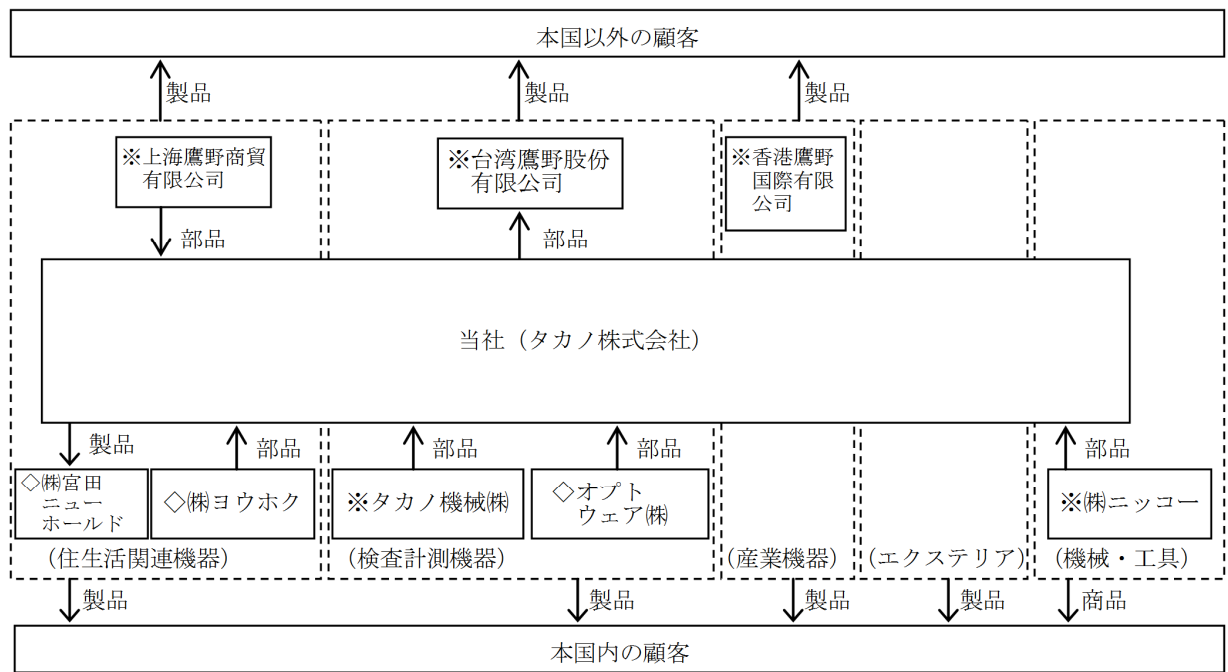 本国以外の顧客
製品
製品
製品
※上海鷹野商貿
有限公司
※台湾鷹野股份
有限公司
※香港鷹野
国際有限
公司
部品
部品
当社（タカノ株式会社）
製品
部品
部品
部品
部品
◇㈱宮田
ニュー
ホールド
◇㈱ヨウホク
※タカノ機械㈱
◇オプト
ウェア㈱
※㈱ニッコー
（住生活関連機器）
（検査計測機器）
（産業機器）
（エクステリア）
（機械・工具）
製品
製品
製品
製品
商品
本国内の顧客